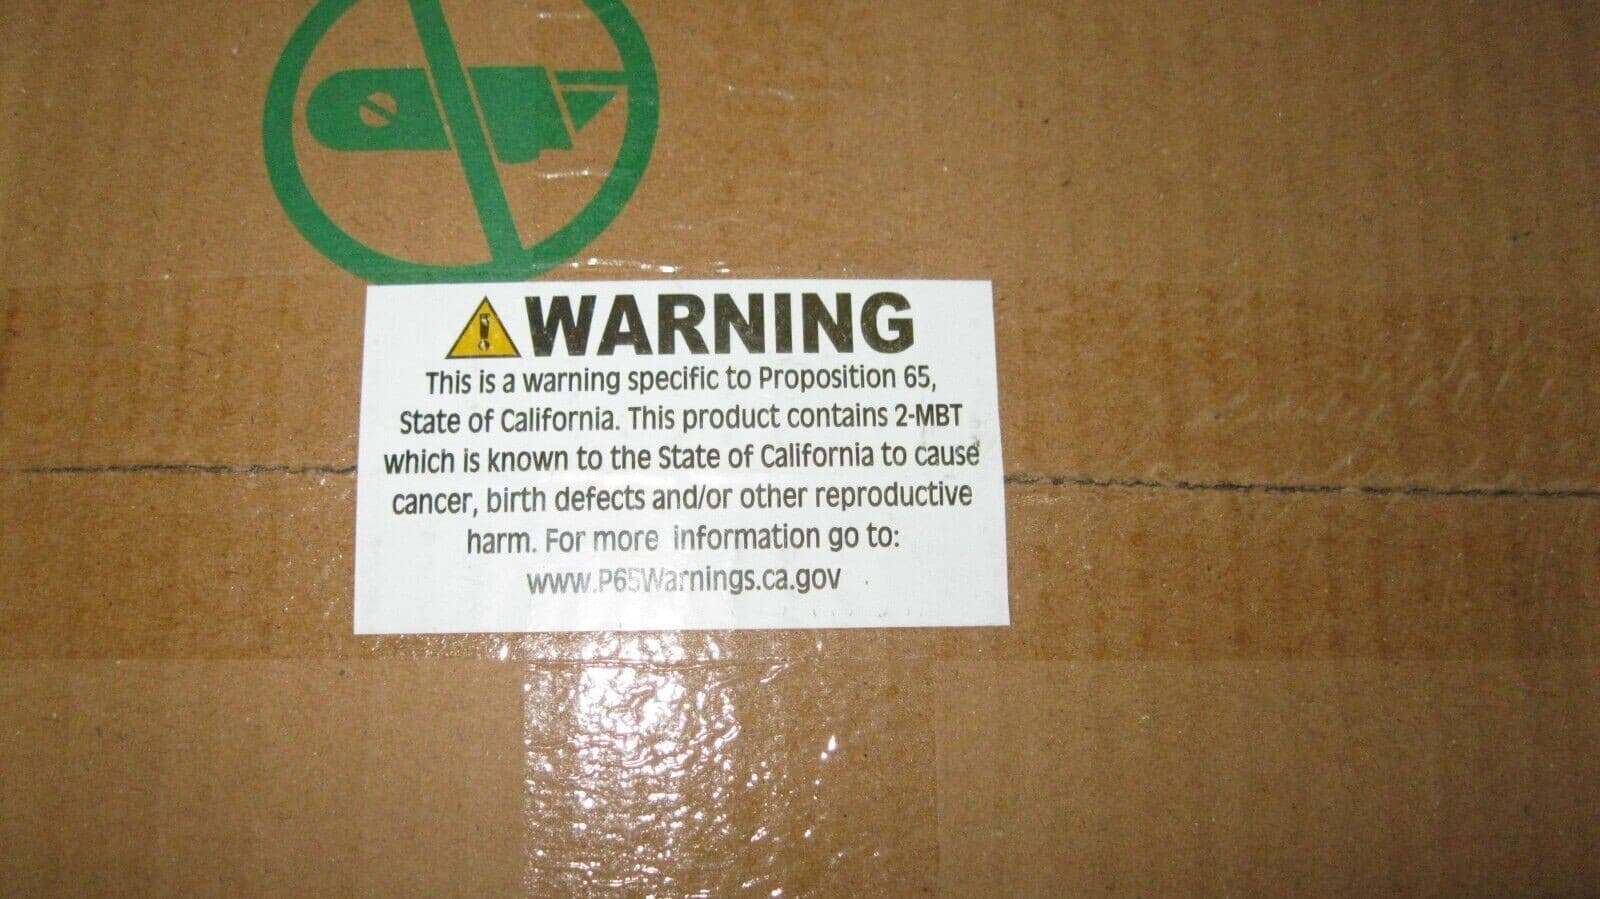 WARNING
This is a warning specific to Proposition 65,
State of California. This product contains 2-MBT
which is known to the State of California to cause
cancer, birth defects and/or other reproductive
harm. For more information go to:
www.P65Warnings.ca.gov